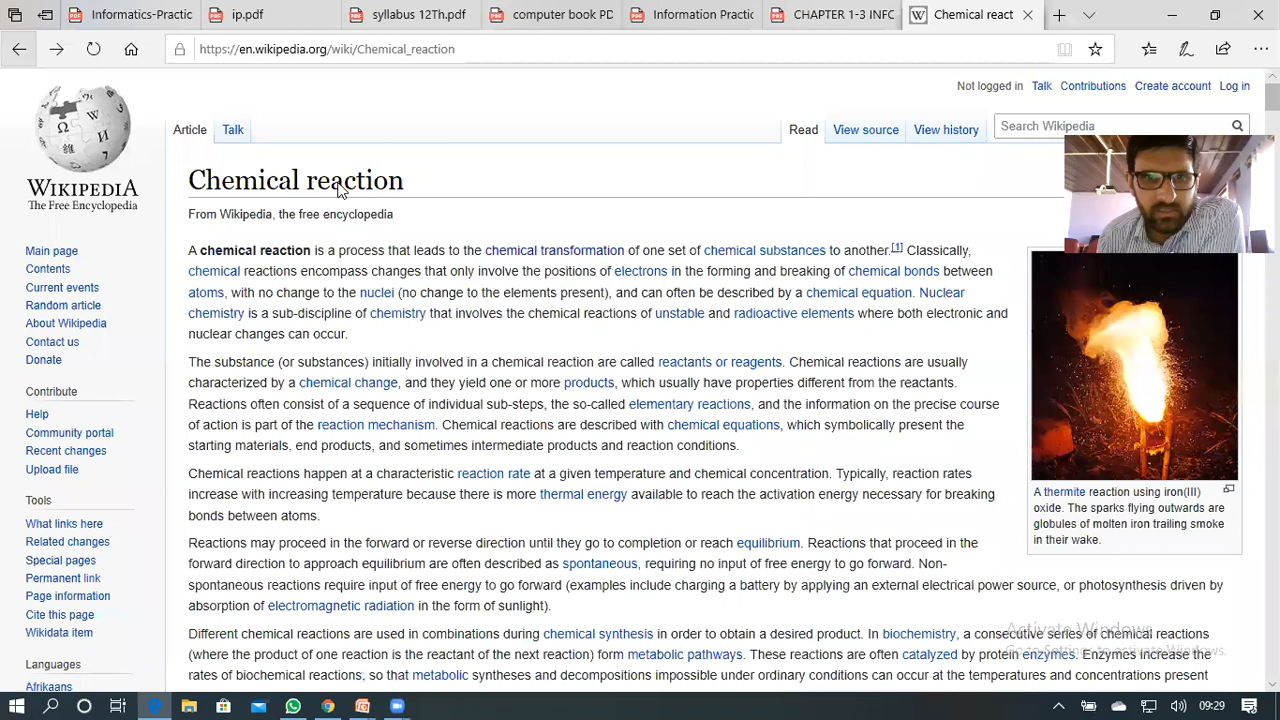 Informatics-Practic
ip.pdf
syllabus 12Th.pdf
computer book PD
Information Practic
CHAPTER 1-3 INFC
Chemical react
https://en.wikipedia.org/wiki/Chemical_reaction
Not logged in Talk Contributions Create account Log in
Article Talk Read View source View history Search Wikipedia
WIKIPEDIA
The Free Encyclopedia
Chemical reaction
From Wikipedia, the free encyclopedia
A chemical reaction is a process that leads to the chemical transformation of one set of chemical substances to another.[1] Classically,
chemical reactions encompass changes that only involve the positions of electrons in the forming and breaking of chemical bonds between
atoms, with no change to the nuclei (no change to the elements present), and can often be described by a chemical equation. Nuclear
chemistry is a sub-discipline of chemistry that involves the chemical reactions of unstable and radioactive elements where both electronic and
nuclear changes can occur.
The substance (or substances) initially involved in a chemical reaction are called reactants or reagents. Chemical reactions are usually
characterized by a chemical change, and they yield one or more products, which usually have properties different from the reactants.
Reactions often consist of a sequence of individual sub-steps, the so-called elementary reactions, and the information on the precise course
of action is part of the reaction mechanism. Chemical reactions are described with chemical equations, which symbolically present the
starting materials, end products, and sometimes intermediate products and reaction conditions.
Chemical reactions happen at a characteristic reaction rate at a given temperature and chemical concentration. Typically, reaction rates
increase with increasing temperature because there is more thermal energy available to reach the activation energy necessary for breaking
bonds between atoms.
Reactions may proceed in the forward or reverse direction until they go to completion or reach equilibrium. Reactions that proceed in the
forward direction to approach equilibrium are often described as spontaneous, requiring no input of free energy to go forward. Non-
spontaneous reactions require input of free energy to go forward (examples include charging a battery by applying an external electrical power source, or photosynthesis driven by
absorption of electromagnetic radiation in the form of sunlight).
Different chemical reactions are used in combinations during chemical synthesis in order to obtain a desired product. In biochemistry, a consecutive series of chemical reactions
(where the product of one reaction is the reactant of the next reaction) form metabolic pathways. These reactions are often catalyzed by protein enzymes. Enzymes increase the
rates of biochemical reactions, so that metabolic syntheses and decompositions impossible under ordinary conditions can occur at the temperatures and concentrations present
A thermite reaction using iron(III)
oxide. The sparks flying outwards are
globules of molten iron trailing smoke
in their wake.
Main page
Contents
Current events
Random article
About Wikipedia
Contact us
Donate
Contribute
Help
Community portal
Recent changes
Upload file
Tools
What links here
Related changes
Special pages
Permanent link
Page information
Cite this page
Wikidata item
Languages
Afrikaans
Activate Windows
Go to Settings to activate Windows.
09:29